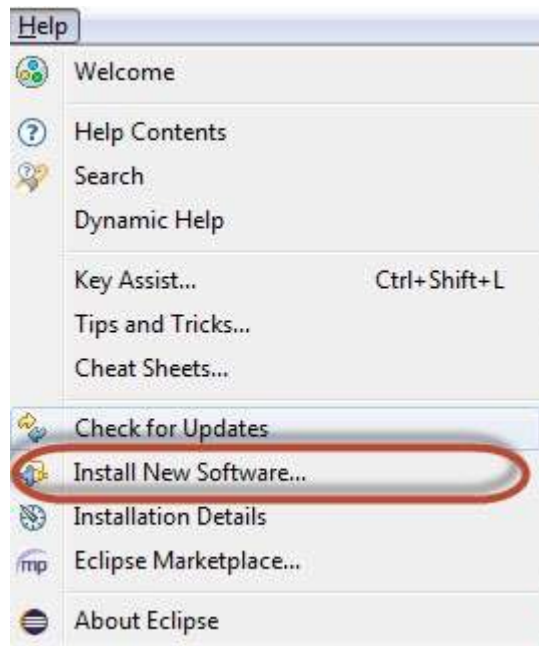 Help
Welcome
Help Contents
Search
Dynamic Help
Key Assist... Ctrl+Shift+L
Tips and Tricks...
Cheat Sheets...
Check for Updates
Install New Software...
Installation Details
mp Eclipse Marketplace...
About Eclipse